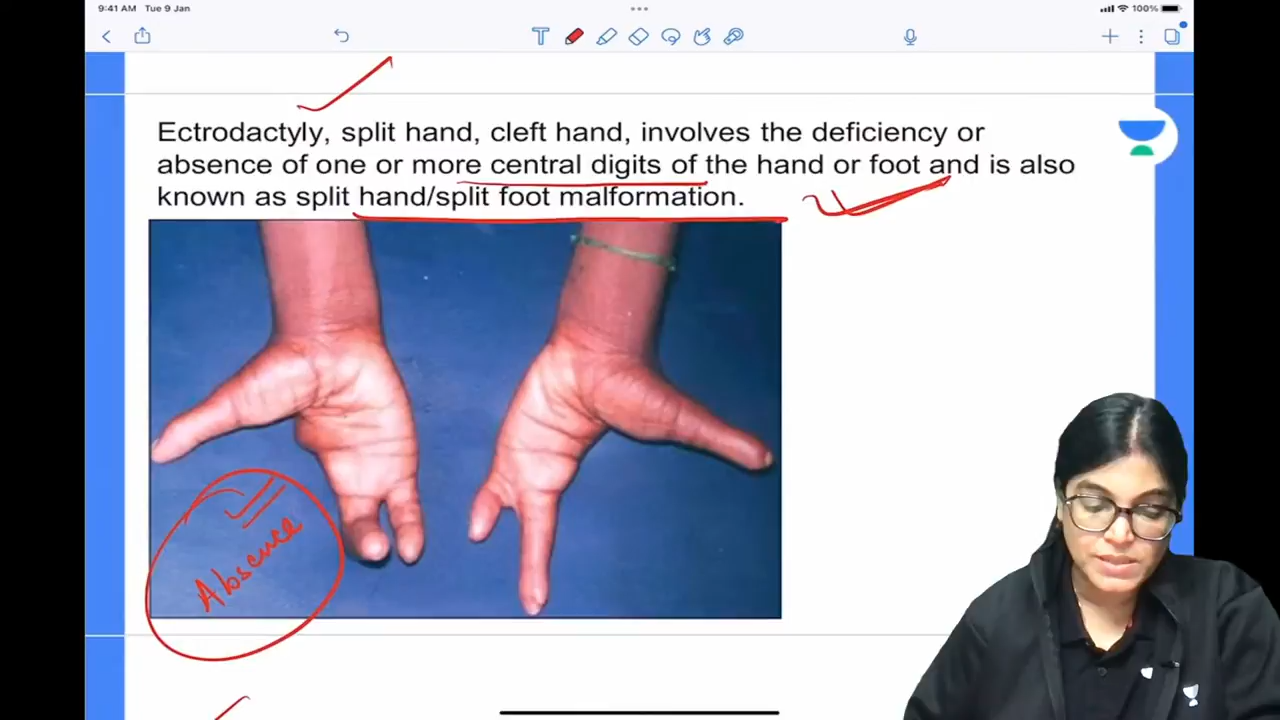 9:41 AM Tue 9 Jan
100%
T
Ectrodactyly, split hand, cleft hand, involves the deficiency or
absence of one or more central digits of the hand or foot and is also
known as split hand/split foot malformation.
Absence